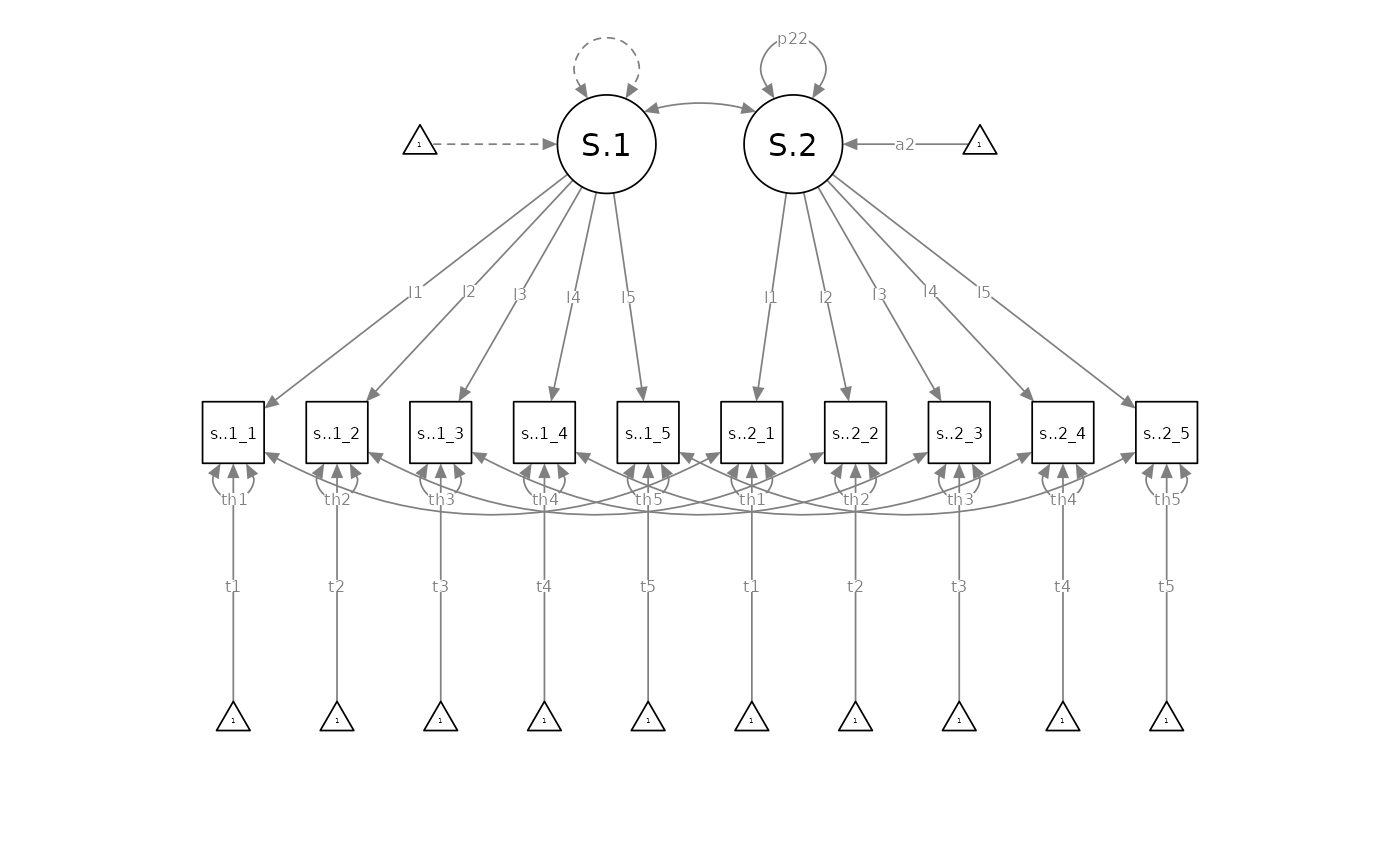 p22
S.1 S.2
1 a2 1
l1 l2 l3 l4 l5 l1 l2 l3 l4 l5
s..1_1 s..1_2 s..1_3 s..1_4 s..1_5 s..2_1 s..2_2 s..2_3 s..2_4 s..2_5
th1 th2 th3 th4 th5 th1 th2 th3 th4 th5
t1 t2 t3 t4 t5 t1 t2 t3 t4 t5
1 1 1 1 1 1 1 1 1 1